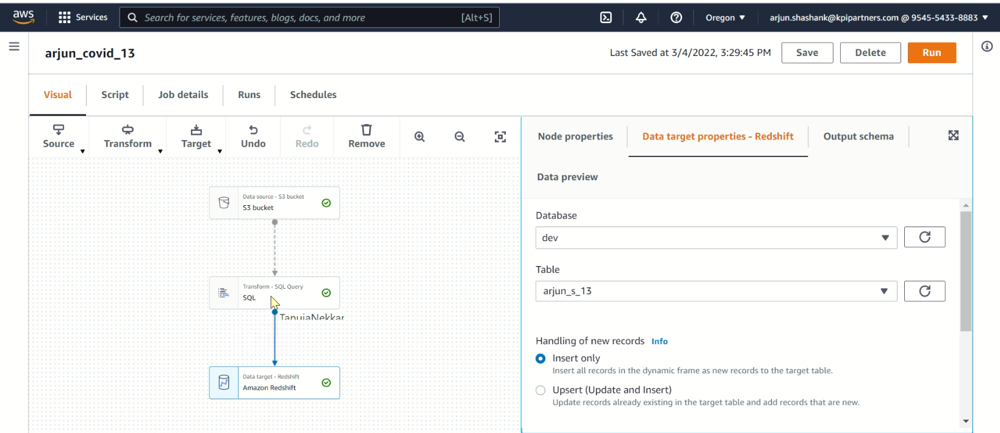 aws Services Search for services, features, blogs, docs, and more [Alt+S] Oregon arjun.shashank@kpipartners.com @ 9545-5433-8883
arjun_covid_13 Last Saved at 3/4/2022, 3:29:45 PM Save Delete Run
Visual Script Job details Runs Schedules
Source Transform Target Undo Redo Remove
Node properties Data target properties - Redshift Output schema
Data preview
Data source - S3 bucket
S3 bucket
Transform - SQL Query
SQL
TanujaNekkar
Data target - Redshift
Amazon Redshift
Database
dev
Table
arjun_s_13
Handling of new records Info
Insert only
Insert all records in the dynamic frame as new records to the target table.
Upsert (Update and Insert)
Update records already existing in the target table and add records that are new.